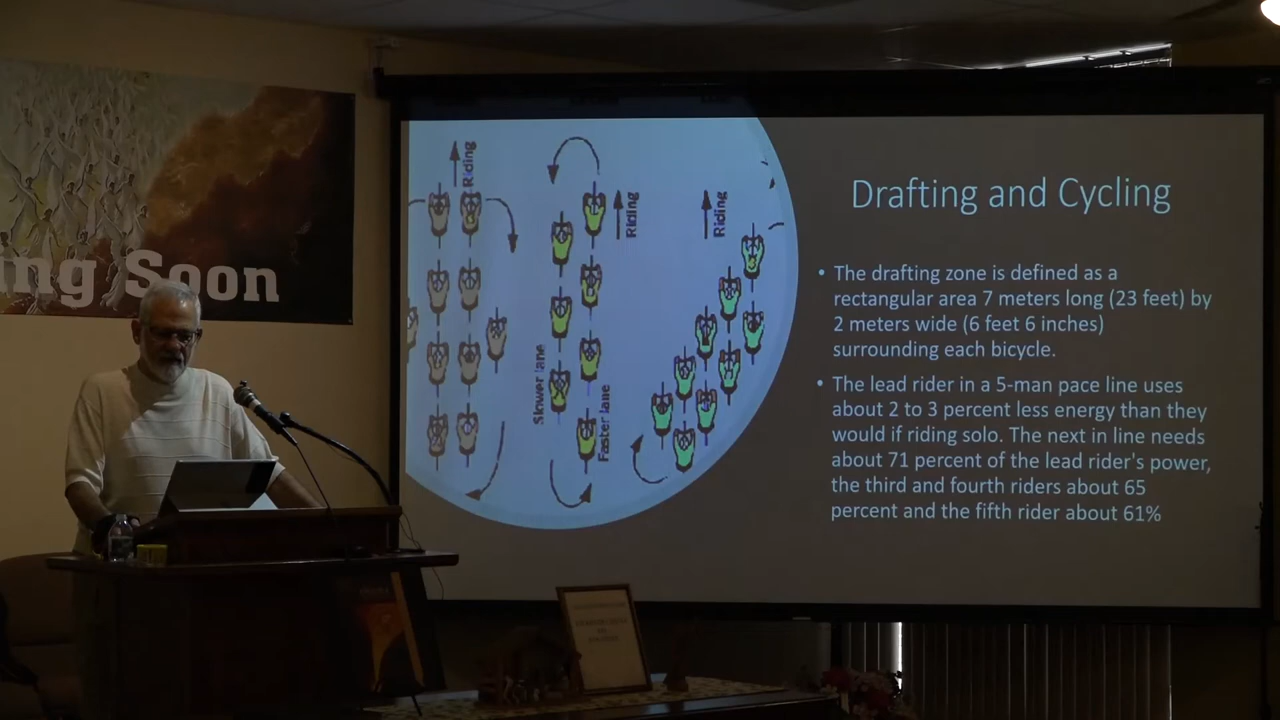 ng Soon
Riding
Riding
Riding
Slower lane
Faster lane
Drafting and Cycling
• The drafting zone is defined as a
rectangular area 7 meters long (23 feet) by
2 meters wide (6 feet 6 inches)
surrounding each bicycle.
• The lead rider in a 5-man pace line uses
about 2 to 3 percent less energy than they
would if riding solo. The next in line needs
about 71 percent of the lead rider's power,
the third and fourth riders about 65
percent and the fifth rider about 61%